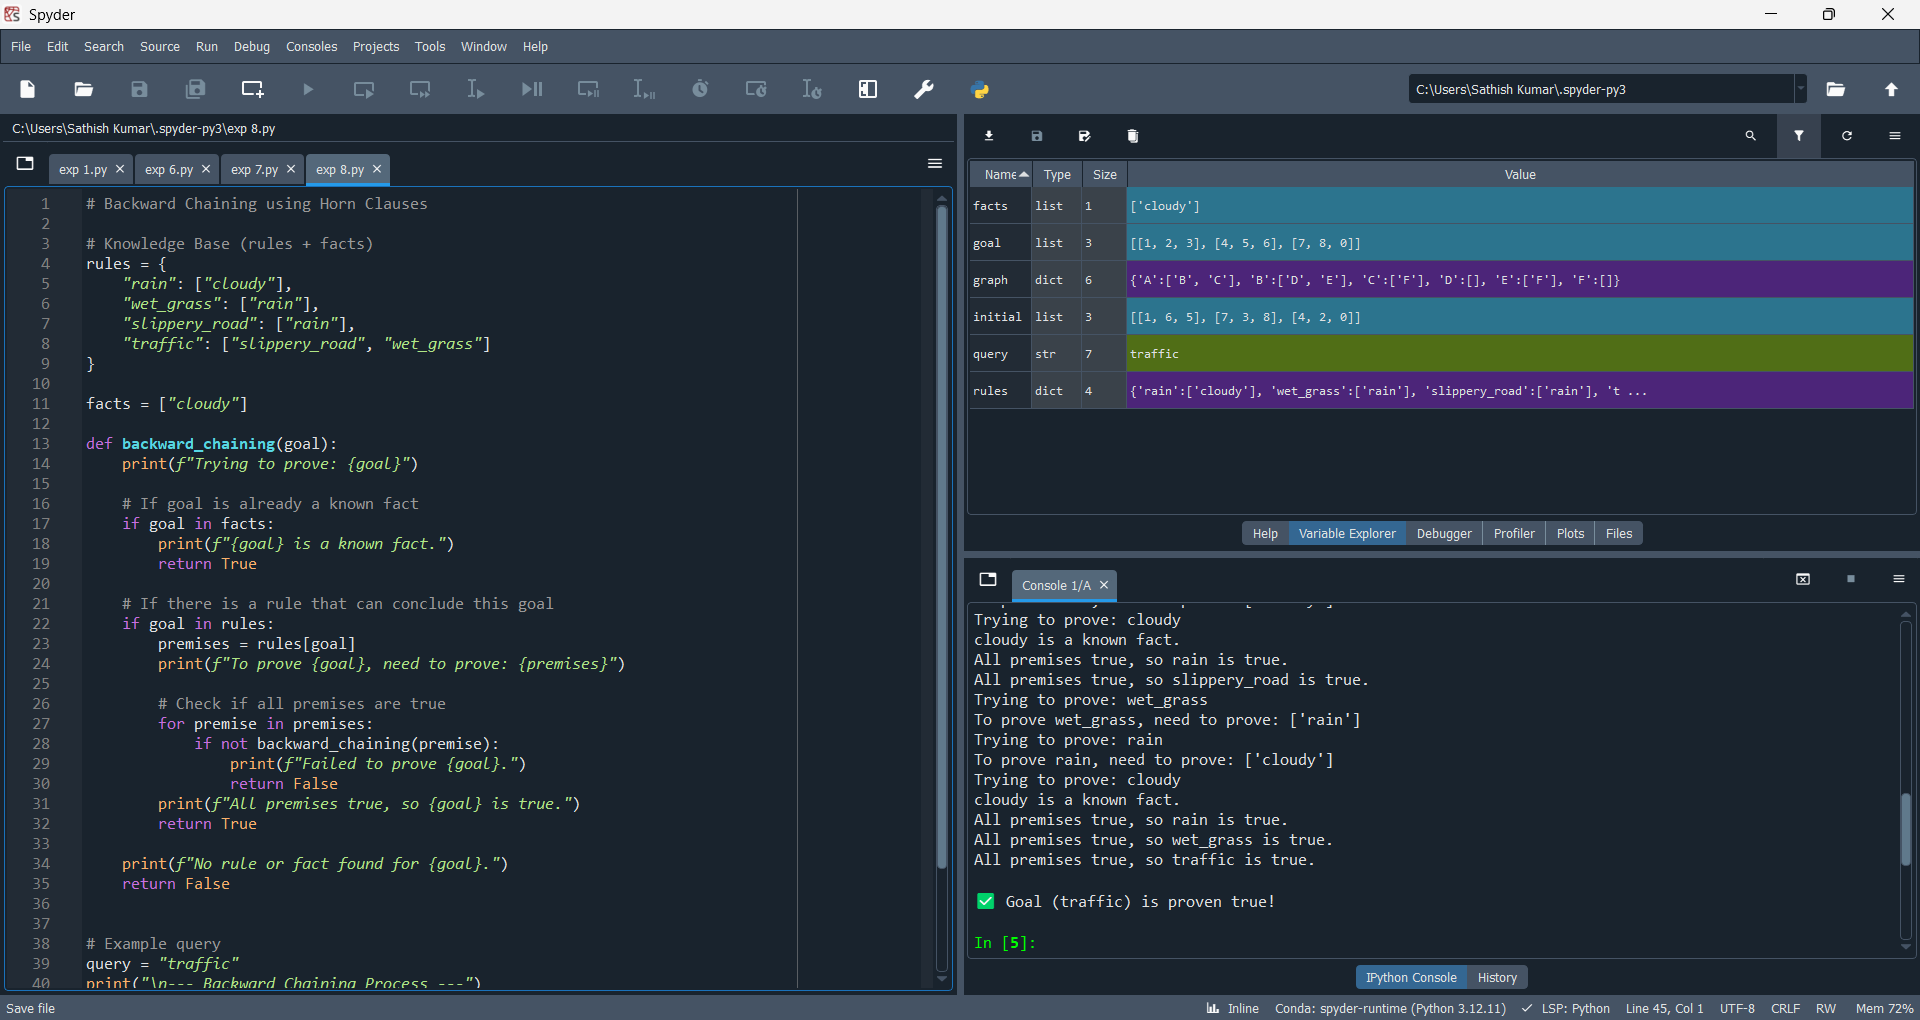 Spyder
File Edit Search Source Run Debug Consoles Projects Tools Window Help
C:\Users\Sathish Kumar\.spyder-py3
C:\Users\Sathish Kumar\.spyder-py3\exp 8.py
exp 1.py exp 6.py exp 7.py exp 8.py
1 # Backward Chaining using Horn Clauses
2
3 # Knowledge Base (rules + facts)
4 rules = {
5     "rain": ["cloudy"],
6     "wet_grass": ["rain"],
7     "slippery_road": ["rain"],
8     "traffic": ["slippery_road", "wet_grass"]
9 }
10
11 facts = ["cloudy"]
12
13 def backward_chaining(goal):
14     print(f"Trying to prove: {goal}")
15
16     # If goal is already a known fact
17     if goal in facts:
18         print(f"{goal} is a known fact.")
19         return True
20
21     # If there is a rule that can conclude this goal
22     if goal in rules:
23         premises = rules[goal]
24         print(f"To prove {goal}, need to prove: {premises}")
25
26         # Check if all premises are true
27         for premise in premises:
28             if not backward_chaining(premise):
29                 print(f"Failed to prove {goal}.")
30                 return False
31         print(f"All premises true, so {goal} is true.")
32         return True
33
34     print(f"No rule or fact found for {goal}.")
35     return False
36
37
38 # Example query
39 query = "traffic"
40 print("\n--- Backward Chaining Process ---")
Name Type Size Value
facts list 1 ['cloudy']
goal list 3 [[1, 2, 3], [4, 5, 6], [7, 8, 0]]
graph dict 6 {'A':['B', 'C'], 'B':['D', 'E'], 'C':['F'], 'D':[], 'E':['F'], 'F':[]}
initial list 3 [[1, 6, 5], [7, 3, 8], [4, 2, 0]]
query str 7 traffic
rules dict 4 {'rain':['cloudy'], 'wet_grass':['rain'], 'slippery_road':['rain'], 't ...
Help Variable Explorer Debugger Profiler Plots Files
Console 1/A
Trying to prove: cloudy
cloudy is a known fact.
All premises true, so rain is true.
All premises true, so slippery_road is true.
Trying to prove: wet_grass
To prove wet_grass, need to prove: ['rain']
Trying to prove: rain
To prove rain, need to prove: ['cloudy']
Trying to prove: cloudy
cloudy is a known fact.
All premises true, so rain is true.
All premises true, so wet_grass is true.
All premises true, so traffic is true.
✅ Goal (traffic) is proven true!
In [5]:
IPython Console History
Save file Inline Conda: spyder-runtime (Python 3.12.11) ✓ LSP: Python Line 45, Col 1 UTF-8 CRLF RW Mem 72%